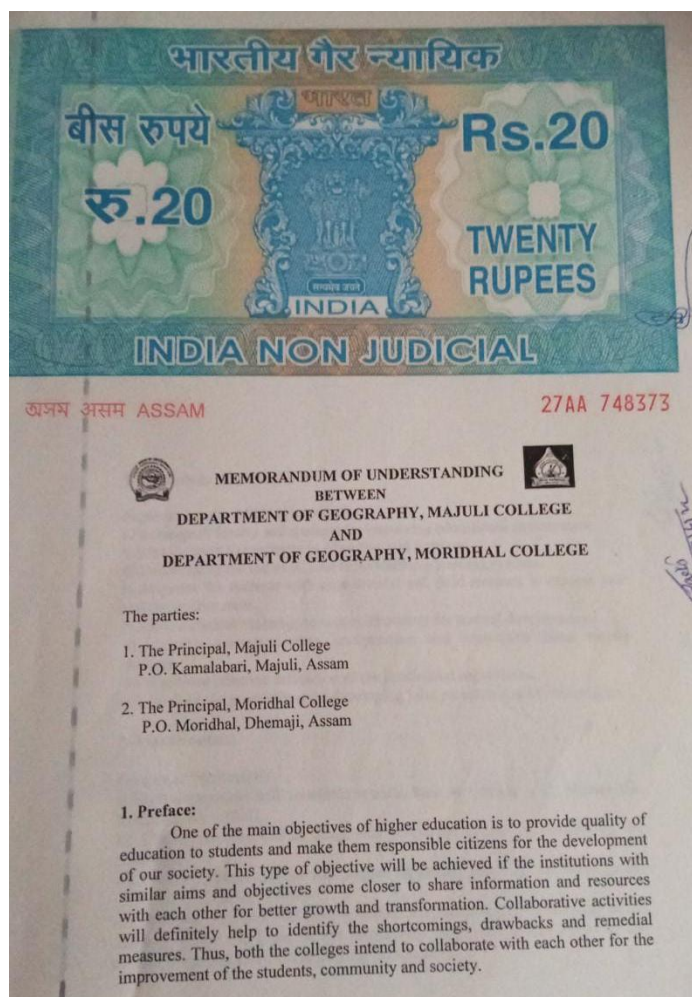 भारतीय गैर न्यायिक
भारत
बीस रुपये
रु.20
Rs.20
TWENTY
RUPEES
सत्यमेव जयते
INDIA
INDIA NON JUDICIAL
অসম असम ASSAM
27AA 748373
MEMORANDUM OF UNDERSTANDING
BETWEEN
DEPARTMENT OF GEOGRAPHY, MAJULI COLLEGE
AND
DEPARTMENT OF GEOGRAPHY, MORIDHAL COLLEGE
The parties:
1. The Principal, Majuli College
P.O. Kamalabari, Majuli, Assam
2. The Principal, Moridhal College
P.O. Moridhal, Dhemaji, Assam
1. Preface:
One of the main objectives of higher education is to provide quality of
education to students and make them responsible citizens for the development
of our society. This type of objective will be achieved if the institutions with
similar aims and objectives come closer to share information and resources
with each other for better growth and transformation. Collaborative activities
will definitely help to identify the shortcomings, drawbacks and remedial
measures. Thus, both the colleges intend to collaborate with each other for the
improvement of the students, community and society.